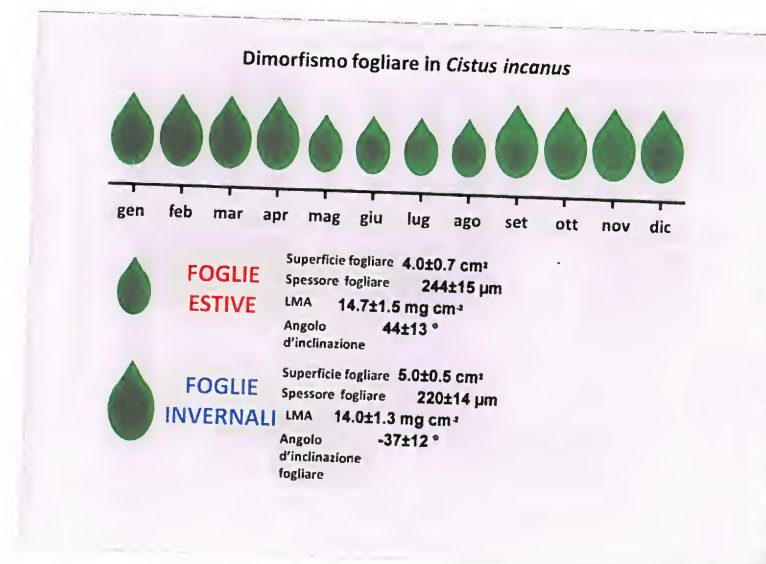 Dimorfismo fogliare in Cistus incanus
gen feb mar apr mag giu lug ago set ott nov dic
FOGLIE
ESTIVE
Superficie fogliare 4.0±0.7 cm²
Spessore fogliare 244±15 µm
LMA 14.7±1.5 mg cm⁻²
Angolo 44±13 °
d'inclinazione
FOGLIE
INVERNALI
Superficie fogliare 5.0±0.5 cm²
Spessore fogliare 220±14 µm
LMA 14.0±1.3 mg cm⁻²
Angolo -37±12 °
d'inclinazione
fogliare